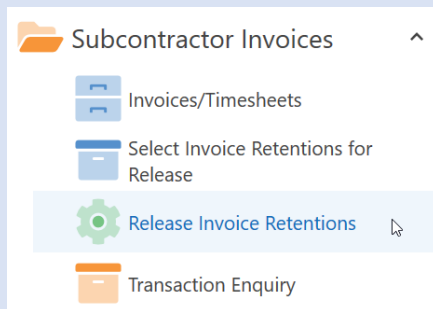 Subcontractor Invoices
Invoices/Timesheets
Select Invoice Retentions for
Release
Release Invoice Retentions
Transaction Enquiry